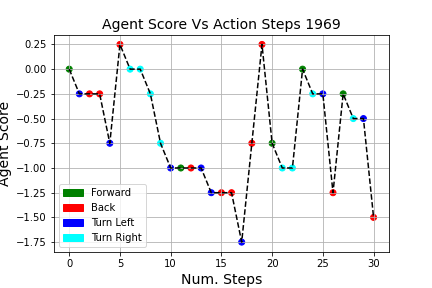 Agent Score Vs Action Steps 1969
Agent Score
0.25
0.00
−0.25
−0.50
−0.75
−1.00
−1.25
−1.50
−1.75
Forward
Back
Turn Left
Turn Right
0 5 10 15 20 25 30
Num. Steps